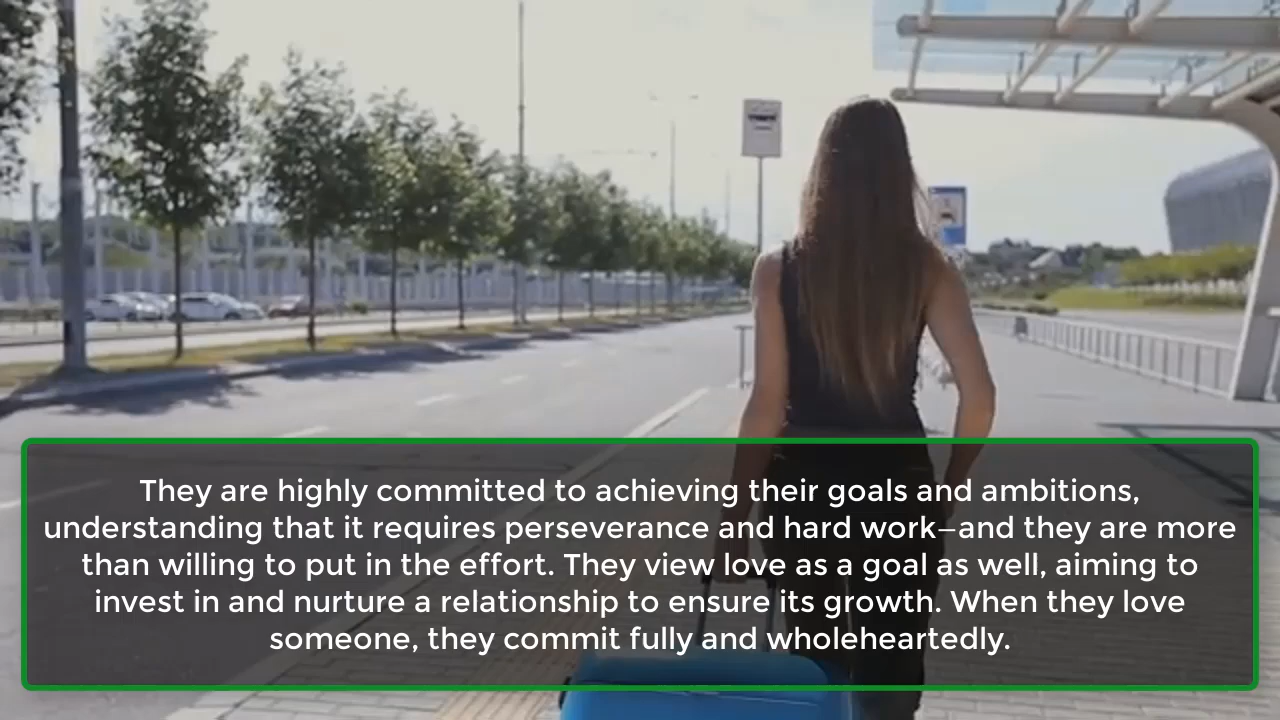 They are highly committed to achieving their goals and ambitions,
understanding that it requires perseverance and hard work—and they are more
than willing to put in the effort. They view love as a goal as well, aiming to
invest in and nurture a relationship to ensure its growth. When they love
someone, they commit fully and wholeheartedly.